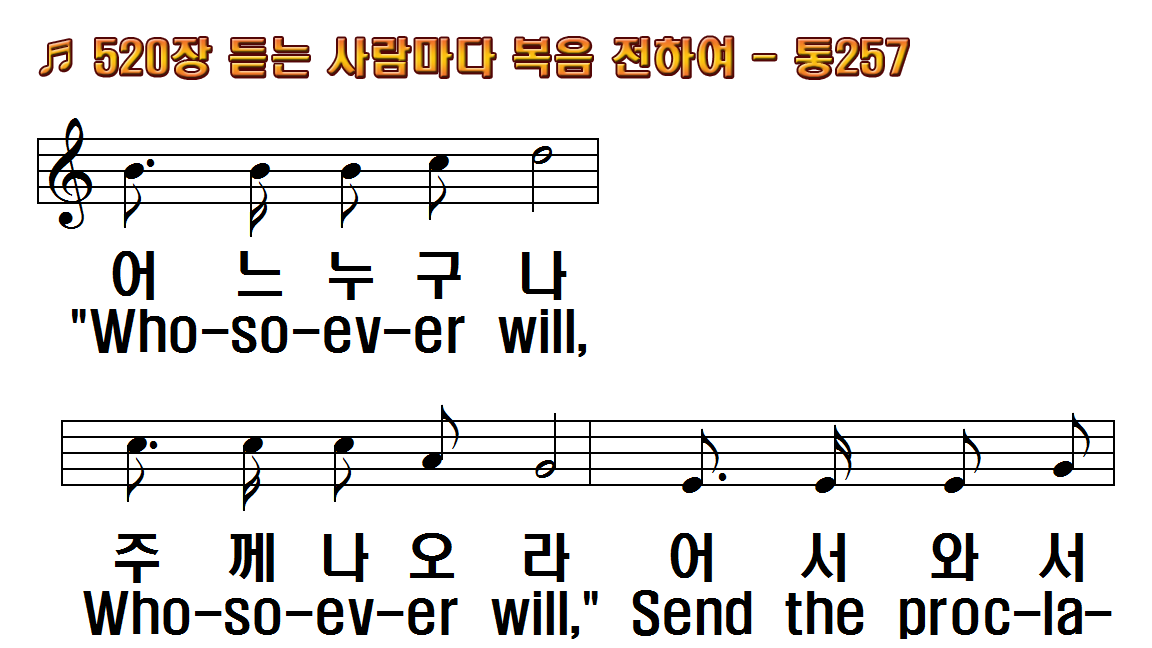 ♬ 520장 듣는 사람마다 복음 전하여 - 통257
어 느 누 구 나
"Who-so-ev-er will,
주 께 나 오 라 어 서 와 서
Who-so-ev-er will," Send the proc-la-